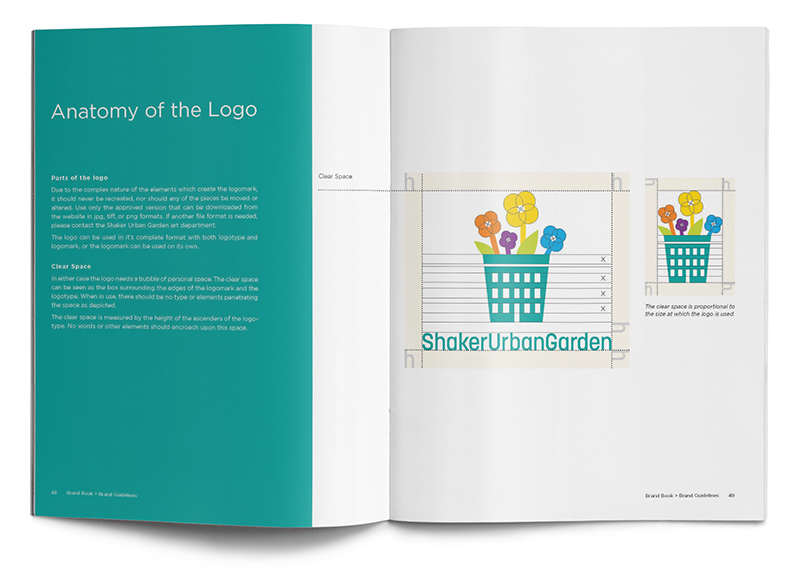 Anatomy of the Logo
Parts of the logo
Due to the complex nature of the elements which create the logomark,
it should never be recreated, nor should any of the pieces be moved or
altered. Use only the approved version that can be downloaded from
the website in jpg, tiff, or png formats. If another file format is needed,
please contact the Shaker Urban Garden art department.
The logo can be used in it's complete format with both logotype and
logomark, or the logomark can be used on its own.
Clear Space
In either case the logo needs a bubble of personal space. The clear space
can be seen as the box surrounding the edges of the logomark and the
logotype. When in use, there should be no type or elements penetrating
the space as depicted.
The clear space is measured by the height of the ascenders of the logo-
type. No words or other elements should encroach upon this space.
48 Brand Book > Brand Guidelines
Clear Space
h h
x
x
x
x
h
ShakerUrbanGarden
h h
h h
h h
The clear space is proportional to
the size at which the logo is used.
Brand Book > Brand Guidelines 49